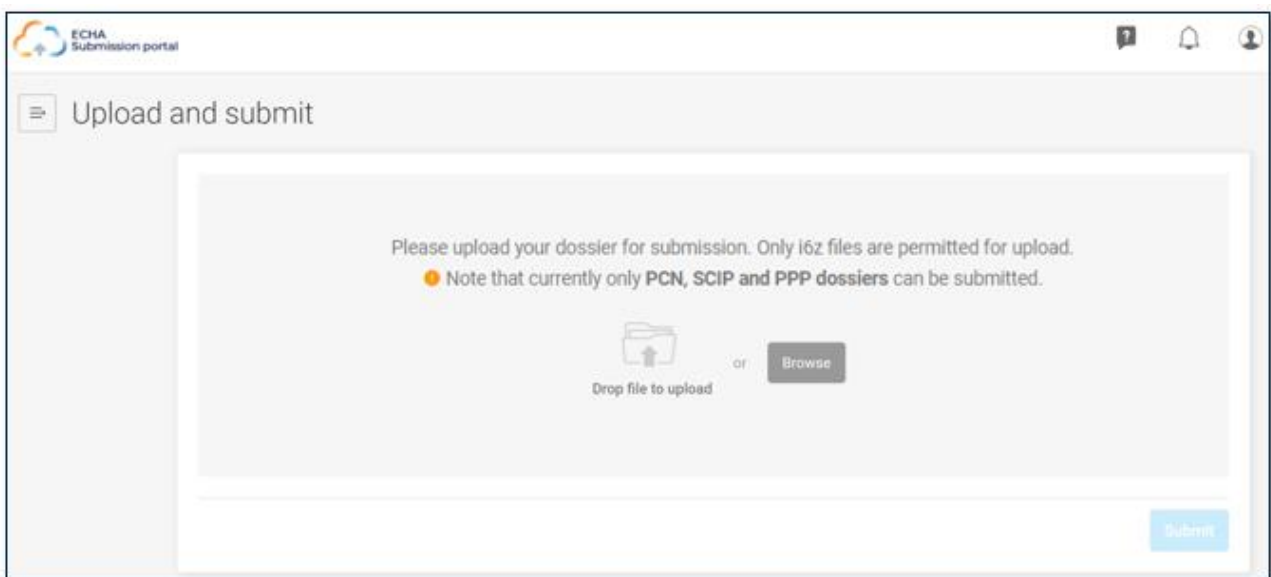 ECHA
Submission portal
?
Upload and submit
Please upload your dossier for submission. Only i6z files are permitted for upload.
Note that currently only PCN, SCIP and PPP dossiers can be submitted.
or
Browse
Drop file to upload
Submit